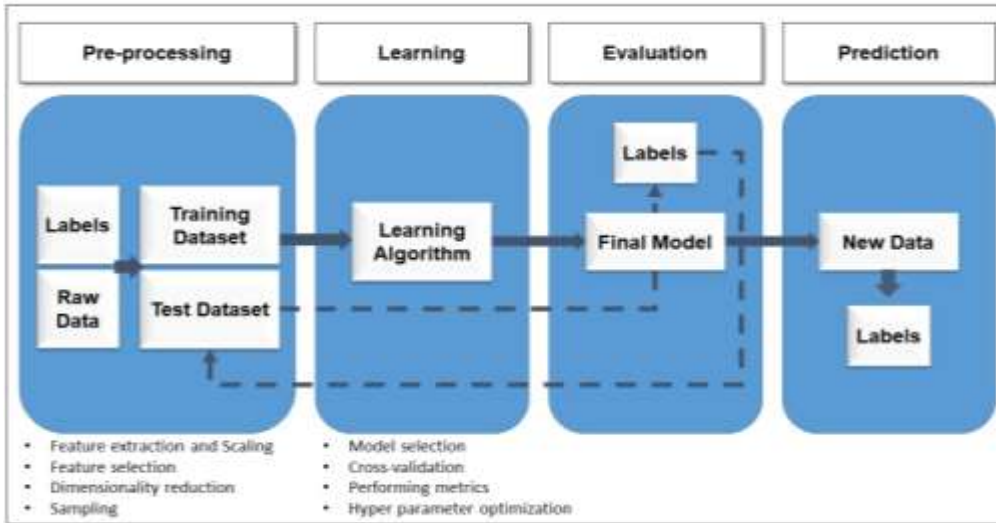 Pre-processing
Learning
Evaluation
Prediction
Labels
Raw
Data
Training
Dataset
Test Dataset
Learning
Algorithm
Labels
Final Model
New Data
Labels
• Feature extraction and Scaling
• Feature selection
• Dimensionality reduction
• Sampling
• Model selection
• Cross-validation
• Performing metrics
• Hyper parameter optimization